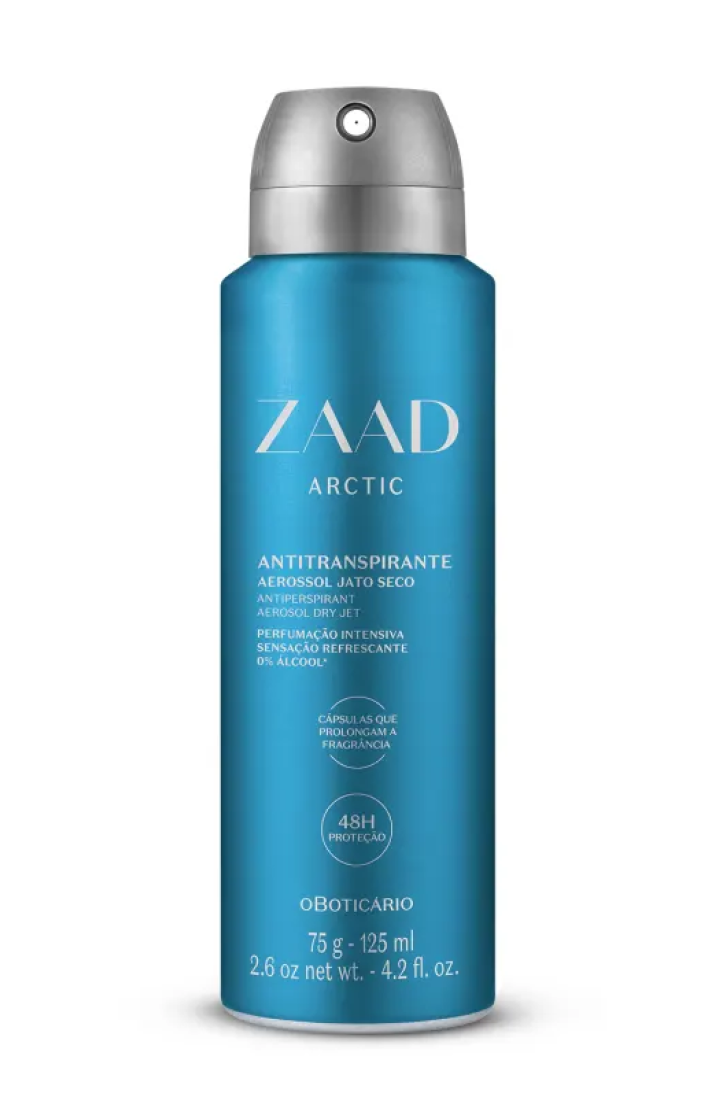 ZAAD
ARCTIC
ANTITRANSPIRANTE
AEROSSOL JATO SECO
ANTIPERSPIRANT
AEROSOL DRY JET
PERFUMAÇÃO INTENSIVA
SENSAÇÃO REFRESCANTE
0% ÁLCOOL*
CÁPSULAS QUE
PROLONGAM A
FRAGRÂNCIA
48H
PROTEÇÃO
OBOTICÁRIO
75 g - 125 ml
2.6 oz net wt. - 4.2 fl. oz.